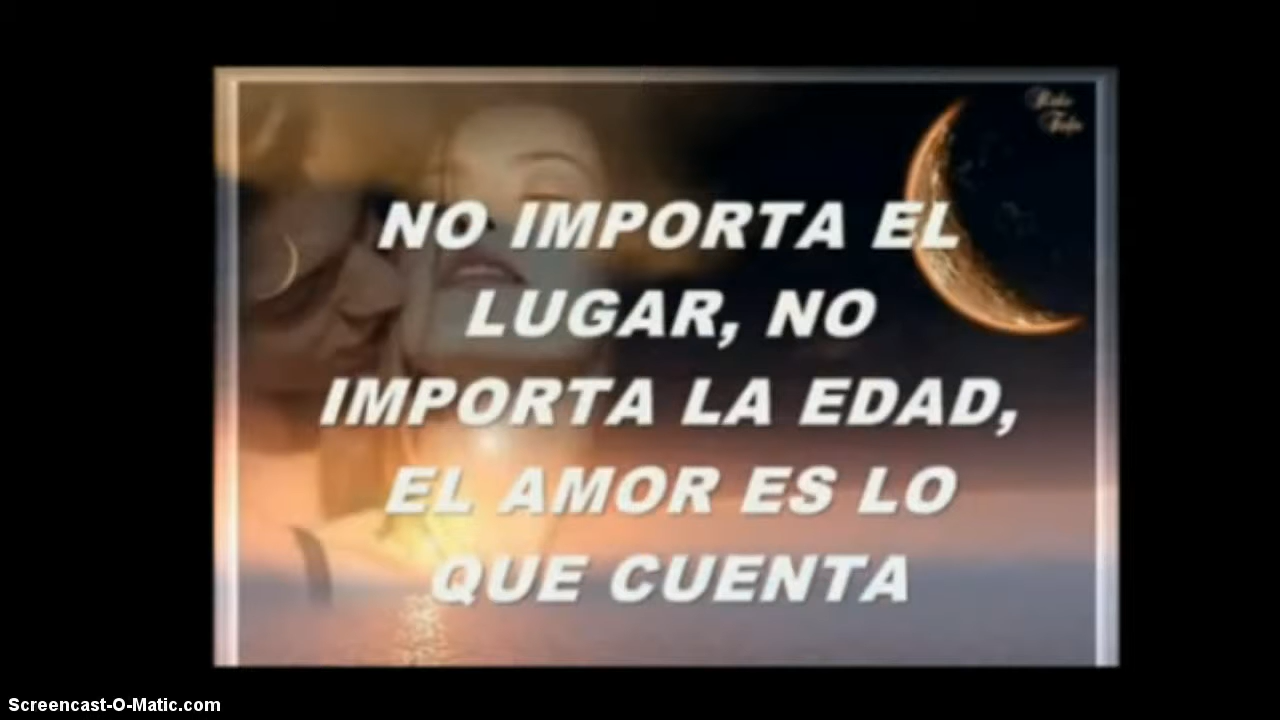 NO IMPORTA EL
LUGAR, NO
IMPORTA LA EDAD,
EL AMOR ES LO
QUE CUENTA
Screencast-O-Matic.com